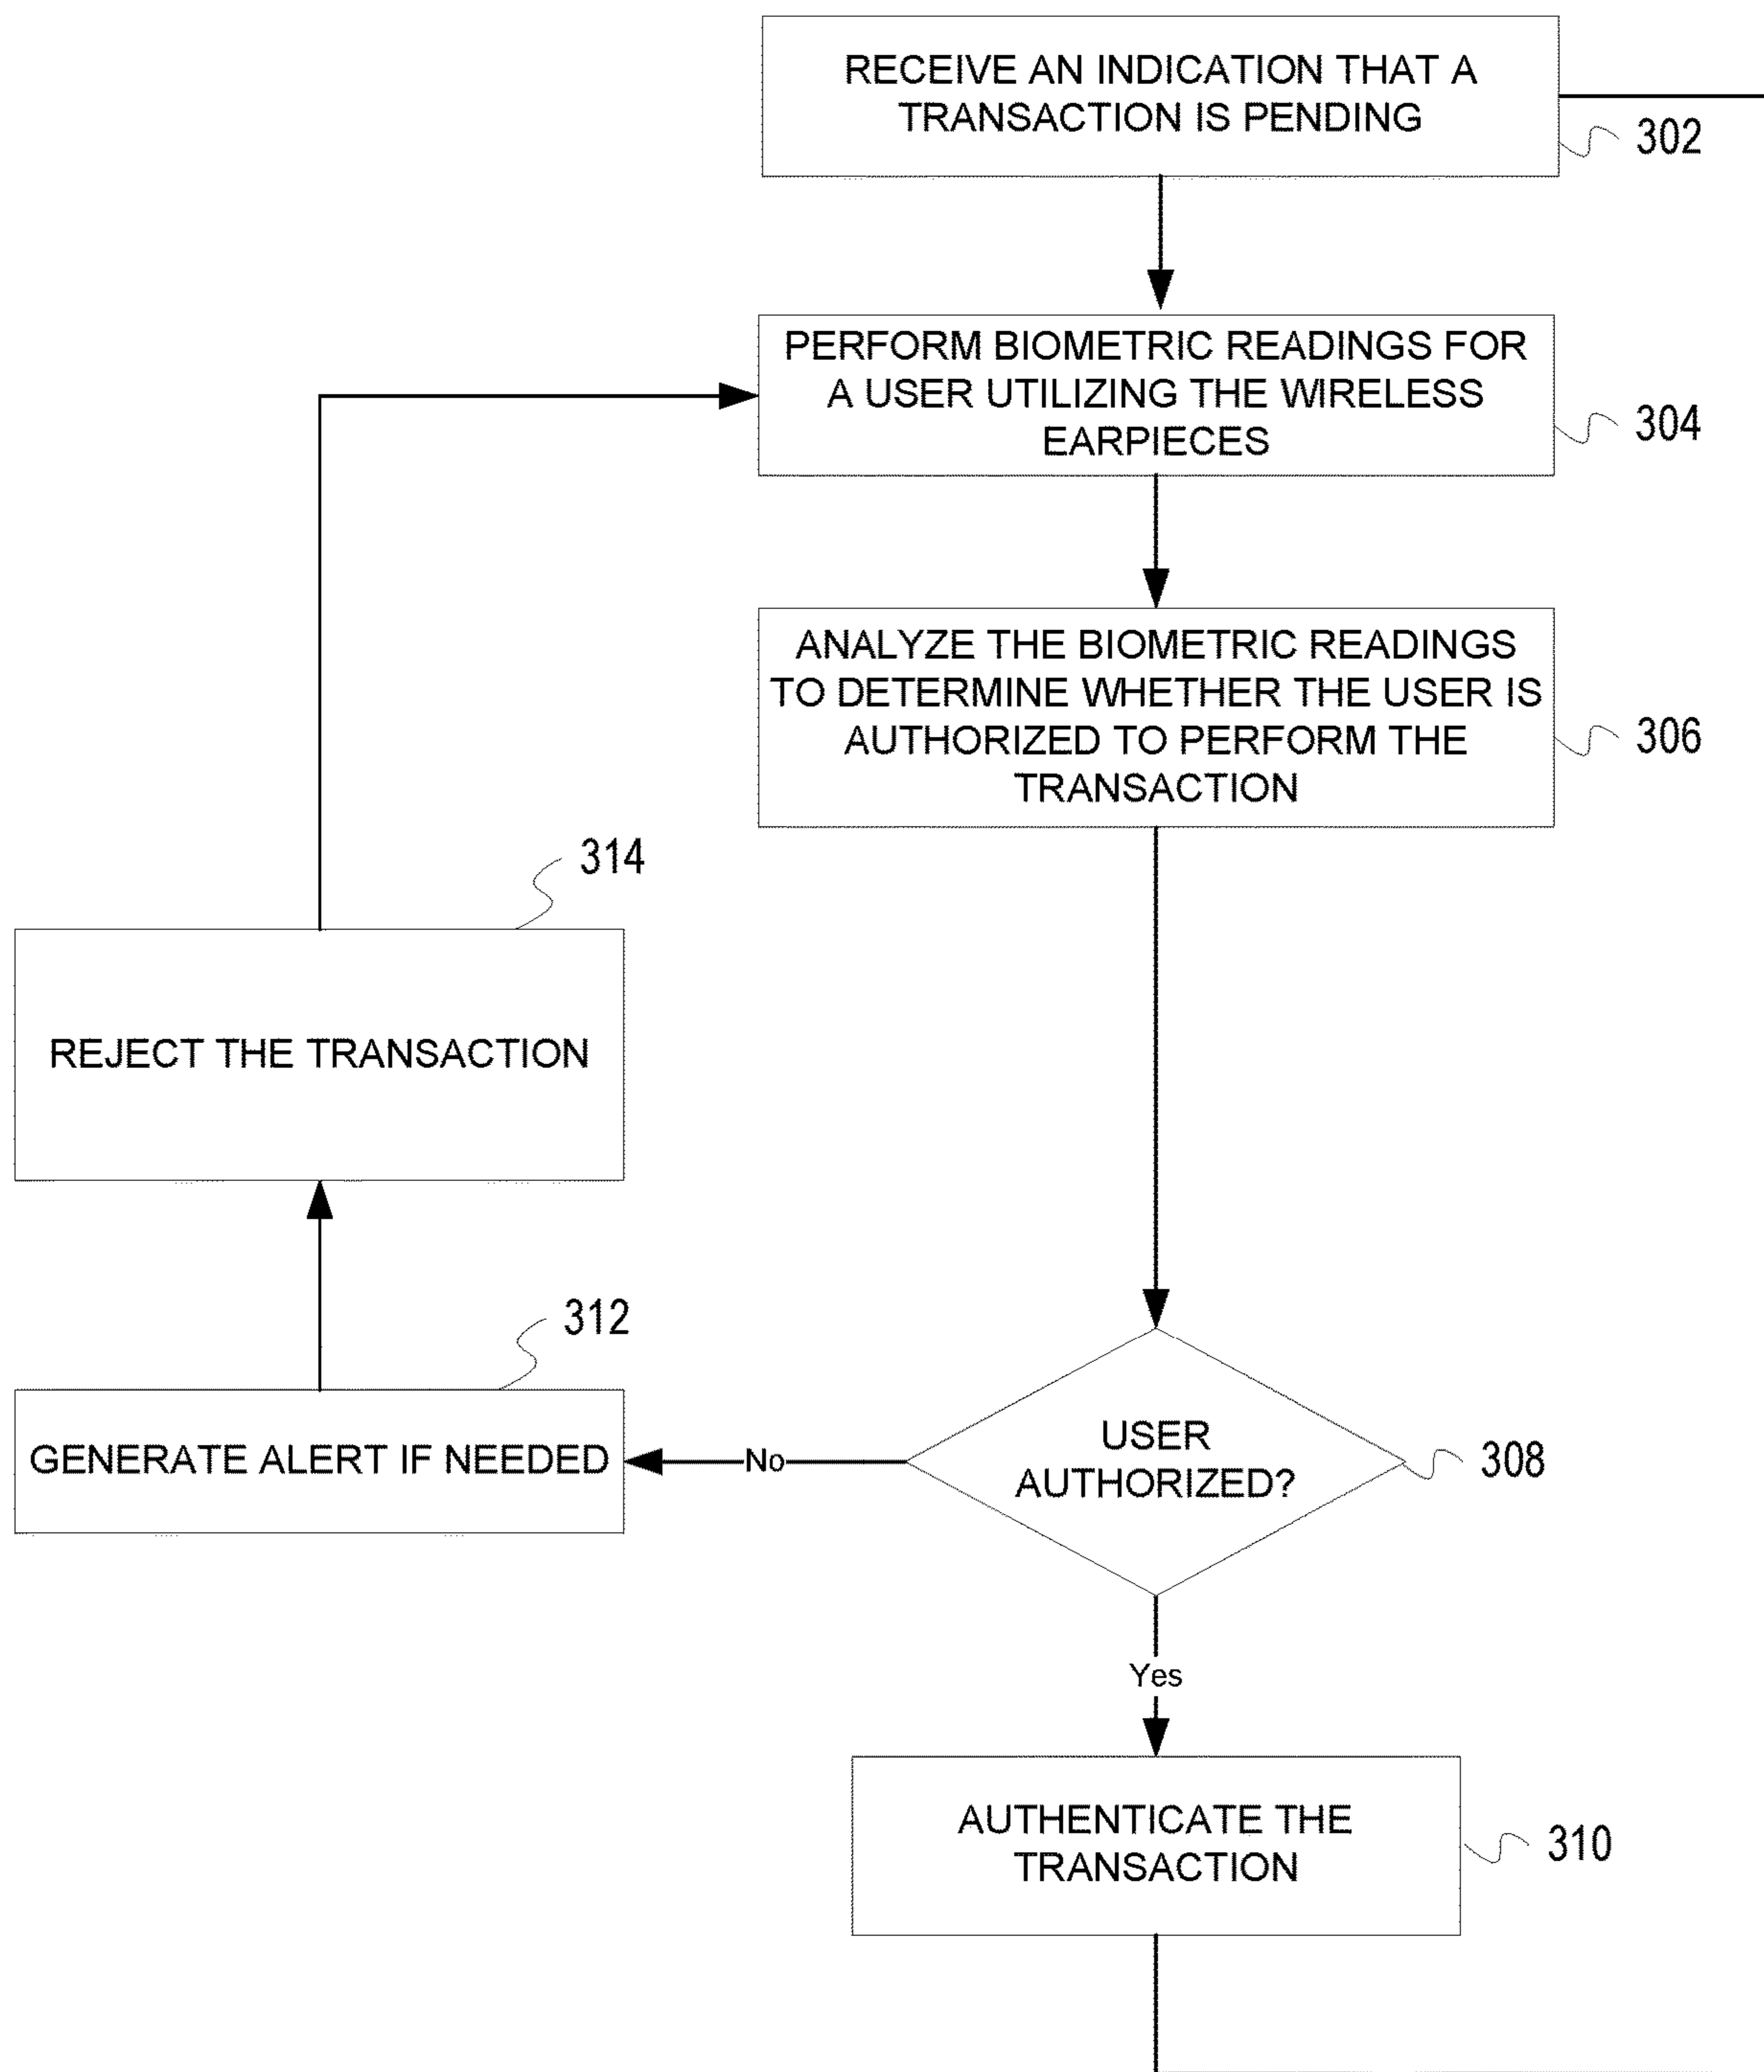 RECEIVE AN INDICATION THAT A
TRANSACTION IS PENDING
302
PERFORM BIOMETRIC READINGS FOR
A USER UTILIZING THE WIRELESS
EARPIECES
304
ANALYZE THE BIOMETRIC READINGS
TO DETERMINE WHETHER THE USER IS
AUTHORIZED TO PERFORM THE
TRANSACTION
306
314
REJECT THE TRANSACTION
312
GENERATE ALERT IF NEEDED
No
USER
AUTHORIZED?
308
Yes
AUTHENTICATE THE
TRANSACTION
310